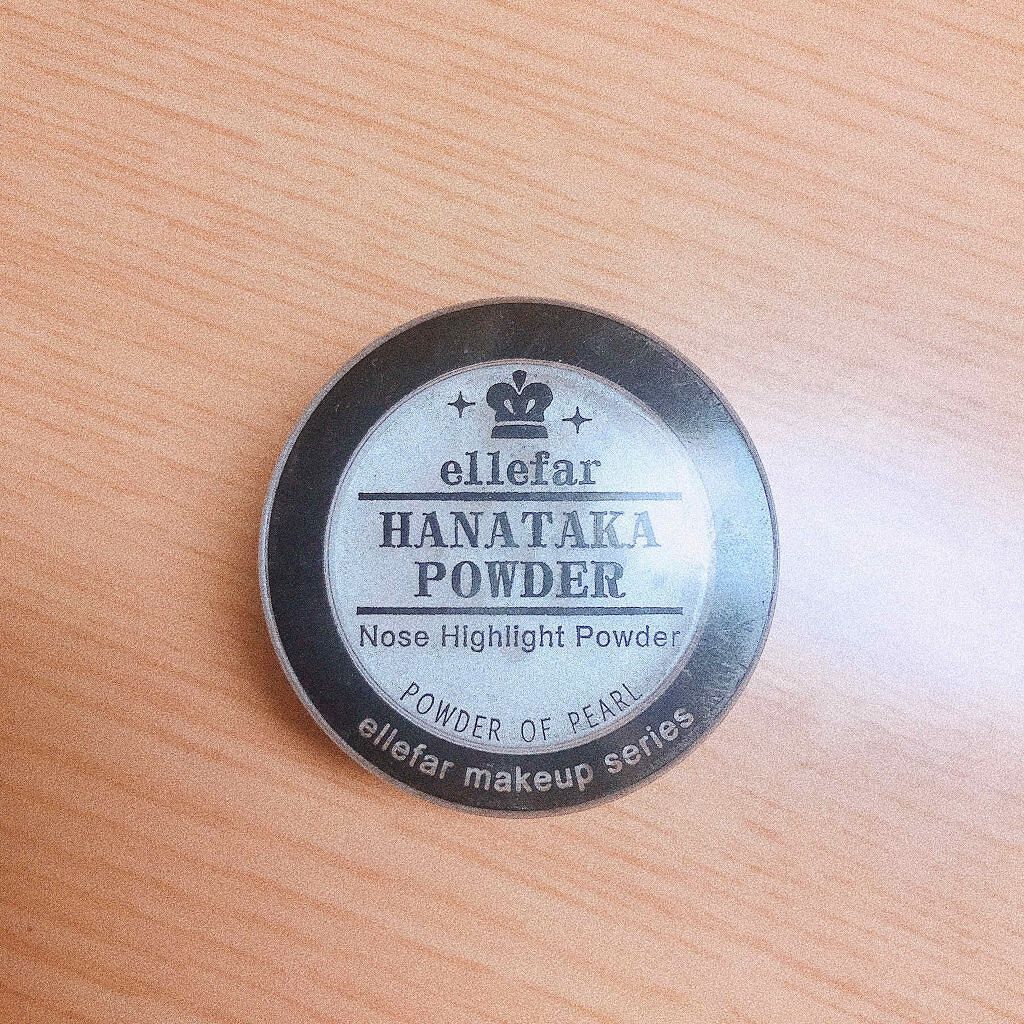 ellefar
HANATAKA
POWDER
Nose Highlight Powder
POWDER OF PEARL
ellefar makeup series